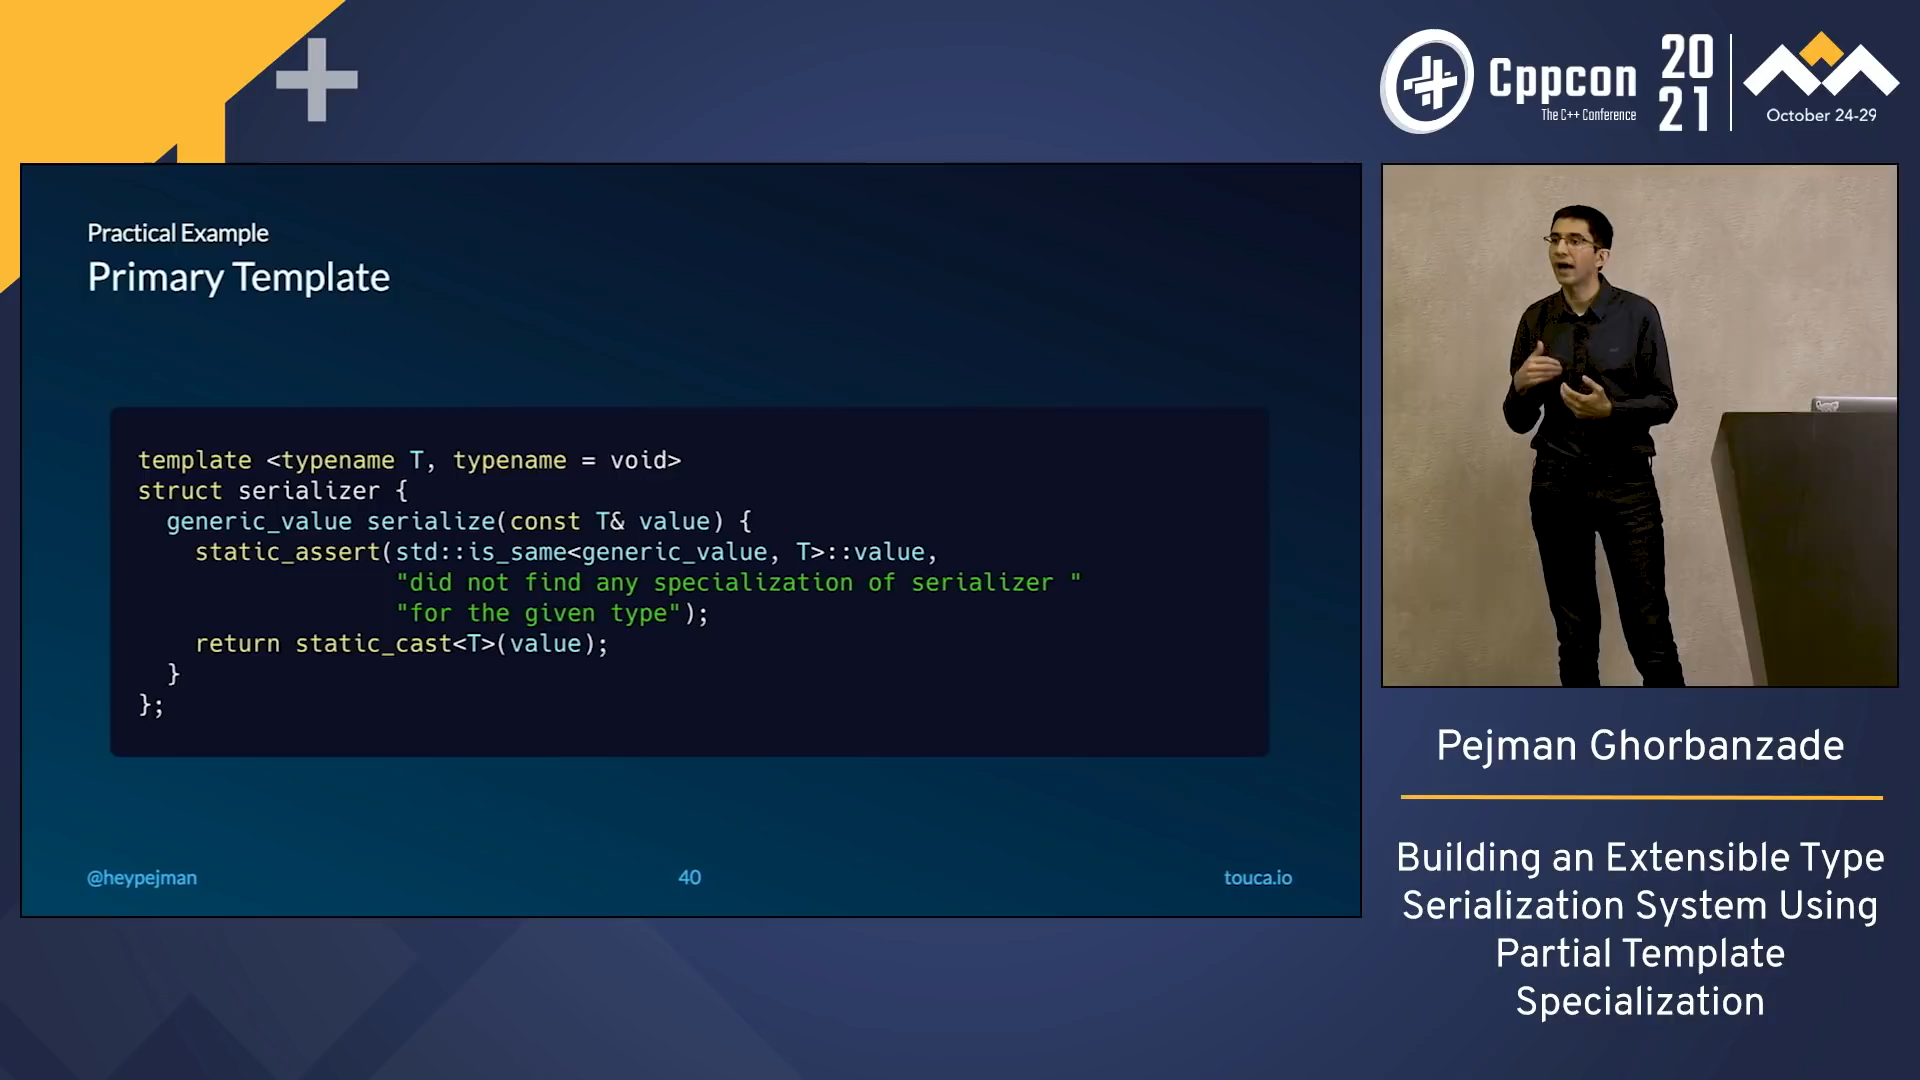 Cppcon
The C++ Conference
20
21
October 24-29
Practical Example
Primary Template
template <typename T, typename = void>
struct serializer {
  generic_value serialize(const T& value) {
    static_assert(std::is_same<generic_value, T>::value,
                  "did not find any specialization of serializer "
                  "for the given type");
    return static_cast<T>(value);
  }
};
@heypejman
40
touca.io
Pejman Ghorbanzade
Building an Extensible Type
Serialization System Using
Partial Template
Specialization